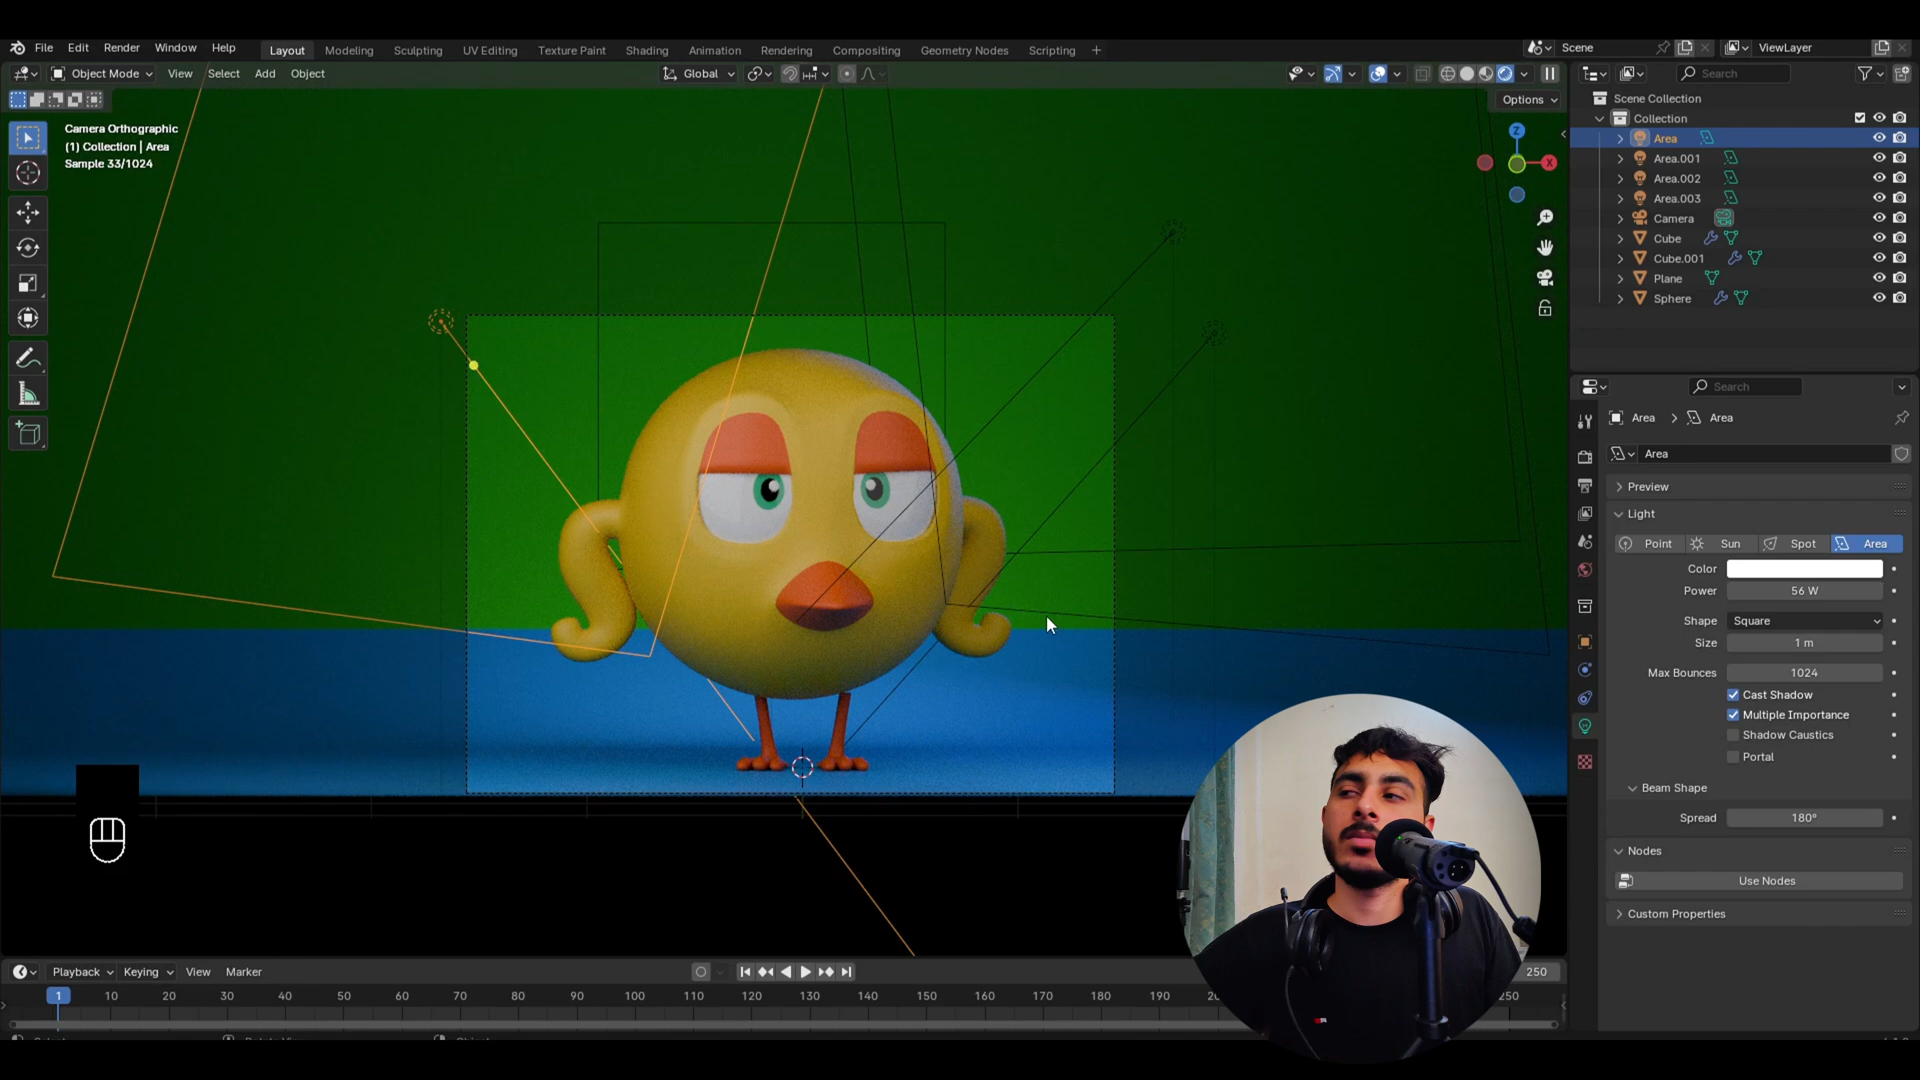 File Edit Render Window Help Layout Modeling Sculpting UV Editing Texture Paint Shading Animation Rendering Compositing Geometry Nodes Scripting + Scene ViewLayer
Object Mode View Select Add Object Global Search
Options
Camera Orthographic
(1) Collection | Area
Sample 33/1024
Z
X
Scene Collection
Collection
Area
Area.001
Area.002
Area.003
Camera
Cube
Cube.001
Plane
Sphere
Search
Area > Area
Area
Preview
Light
Point Sun Spot Area
Color
Power 56 W
Shape Square
Size 1 m
Max Bounces 1024
Cast Shadow
Multiple Importance
Shadow Caustics
Portal
Beam Shape
Spread 180°
Nodes
Use Nodes
Custom Properties
Playback Keying View Marker 250
1 10 20 30 40 50 60 70 80 90 100 110 120 130 140 150 160 170 180 190 250